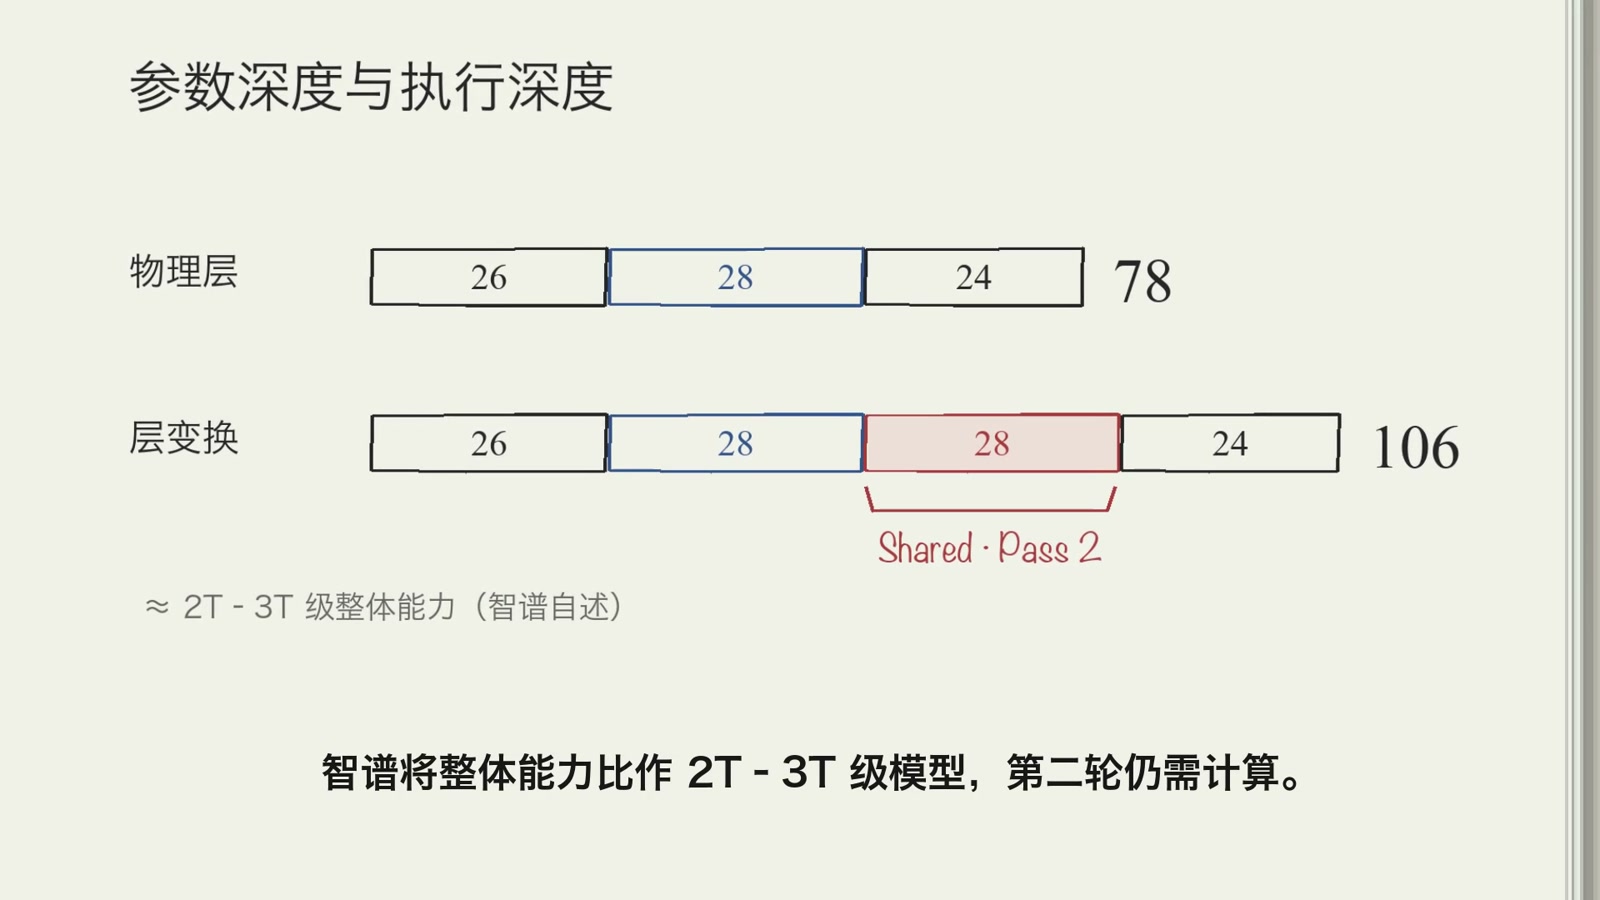 参数深度与执行深度
物理层 26 28 24 78
层变换 26 28 28 24 106
Shared · Pass 2
≈ 2T - 3T 级整体能力（智谱自述）
智谱将整体能力比作 2T - 3T 级模型，第二轮仍需计算。